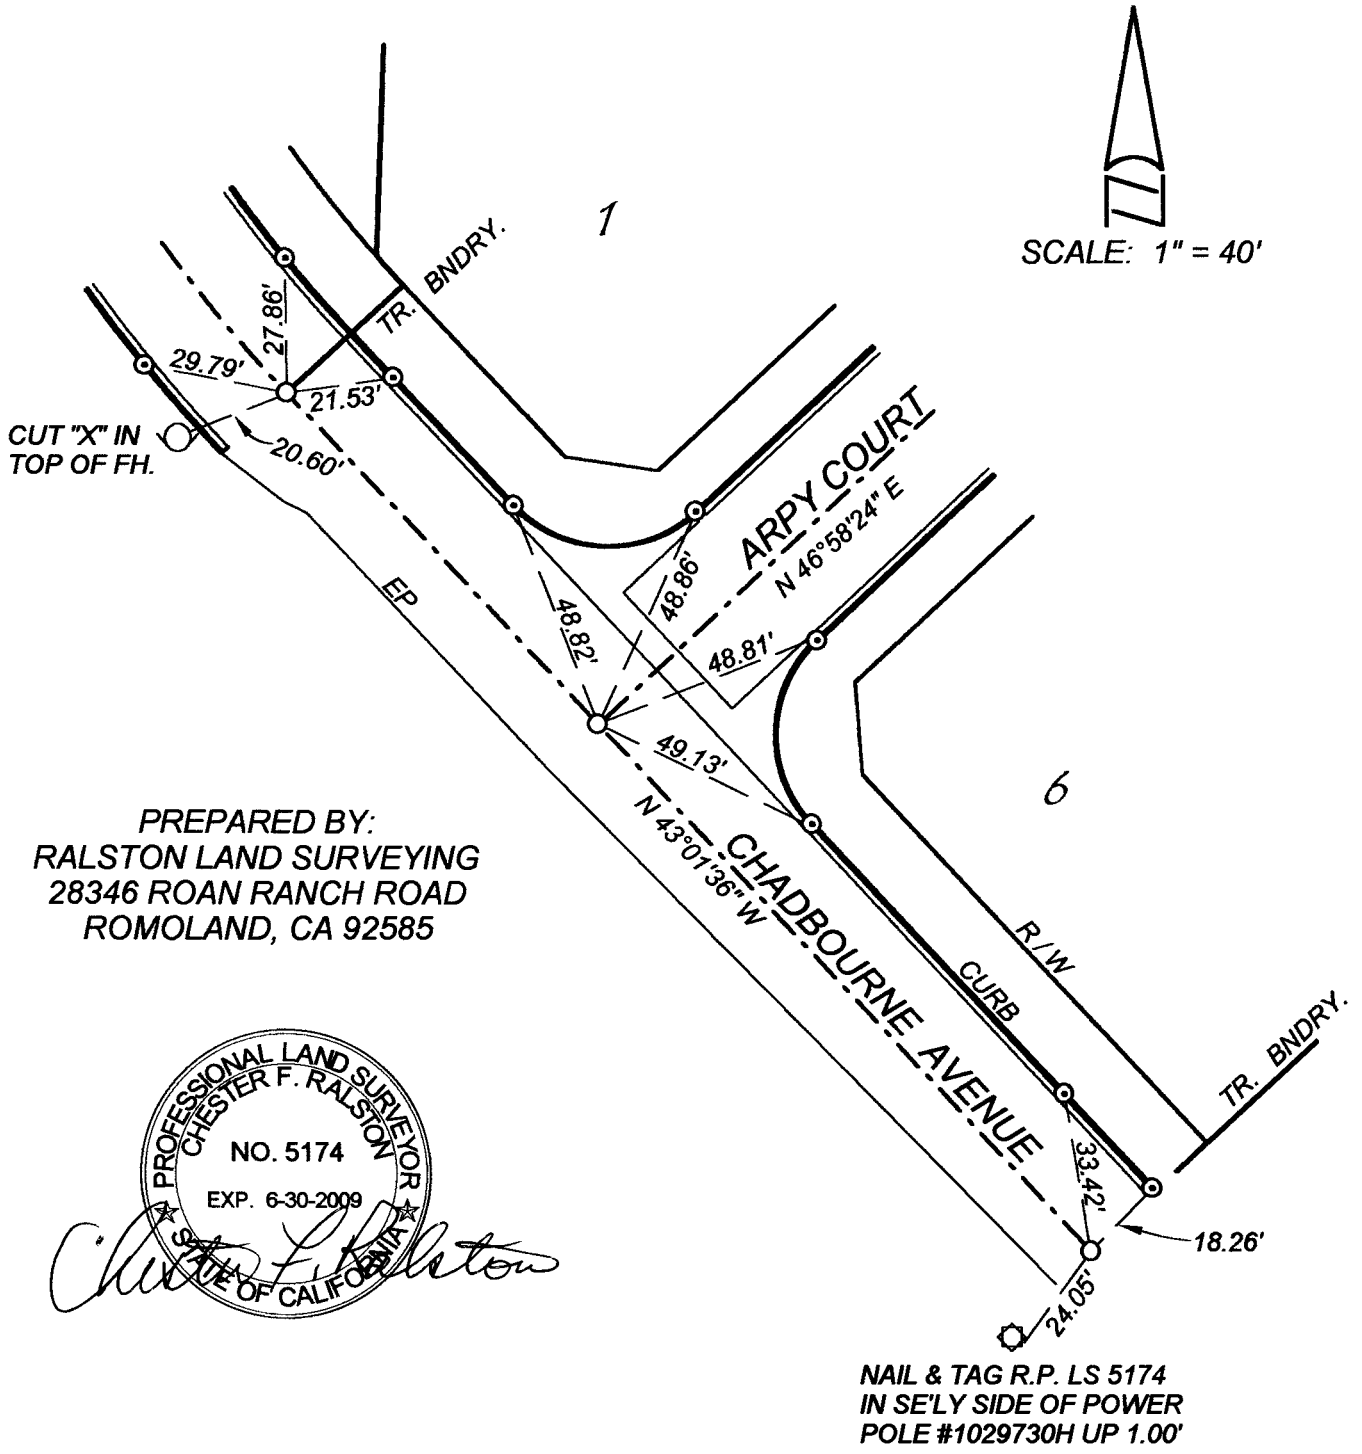 1
SCALE: 1" = 40'
TR. BNDRY.
27.86'
29.79'
21.53'
CUT "X" IN
TOP OF FH.
20.60'
ARPY COURT
N 46°58'24" E
EP
48.82'
48.86'
48.81'
49.13'
6
N 43°01'36" W
CHADBOURNE AVENUE
PREPARED BY:
RALSTON LAND SURVEYING
28346 ROAN RANCH ROAD
ROMOLAND, CA 92585
R/W
CURB
TR. BNDRY.
PROFESSIONAL LAND SURVEYOR
CHESTER F. RALSTON
NO. 5174
EXP. 6-30-2009
STATE OF CALIFORNIA
Chester F. Ralston
33.42'
18.26'
24.05'
NAIL & TAG R.P. LS 5174
IN SE'LY SIDE OF POWER
POLE #1029730H UP 1.00'